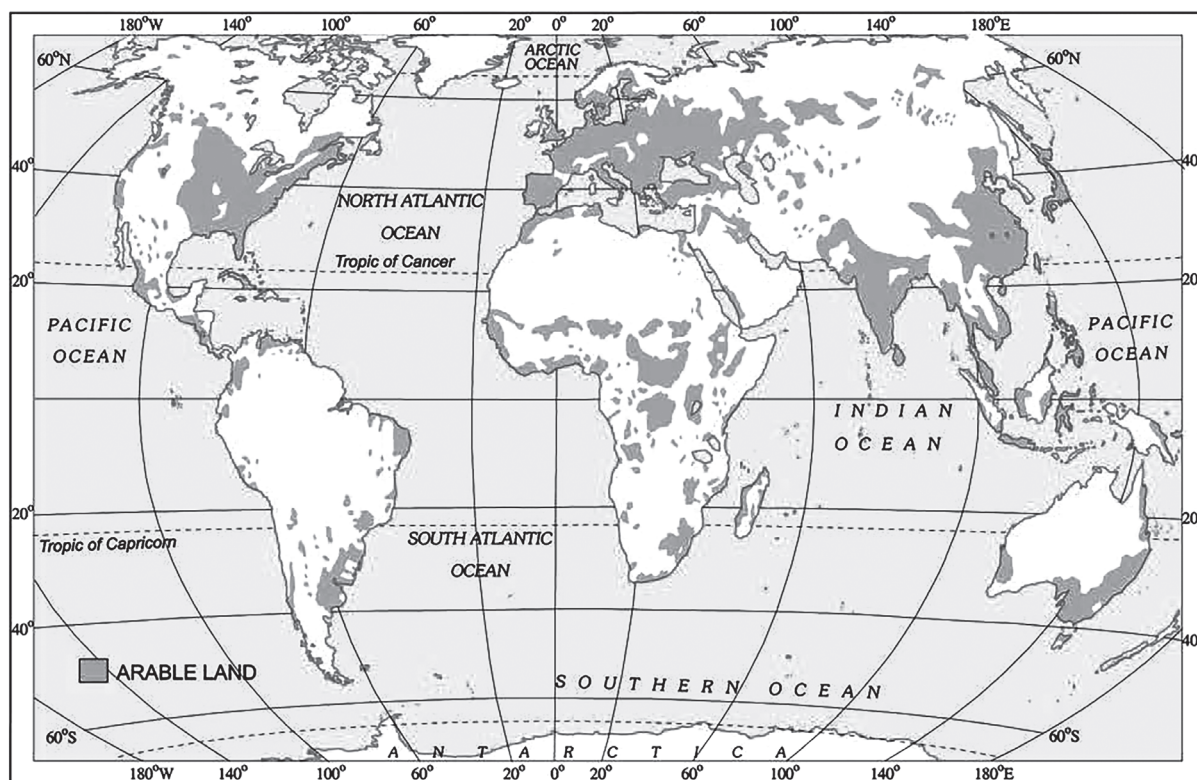 180°W 140° 100° 60° 20° 0° 20° 60° 100° 140° 180°E
ARCTIC
OCEAN
60°N
60°N
40°
40°
NORTH ATLANTIC
OCEAN
Tropic of Cancer
20°
20°
PACIFIC
OCEAN
PACIFIC
OCEAN
INDIAN
OCEAN
0°
0°
20°
20°
Tropic of Capricorn
SOUTH ATLANTIC
OCEAN
40°
40°
ARABLE LAND
SOUTHERN OCEAN
60°S
60°S
ANTARCTICA
180°W 140° 100° 60° 20° 0° 20° 60° 100° 140° 180°E